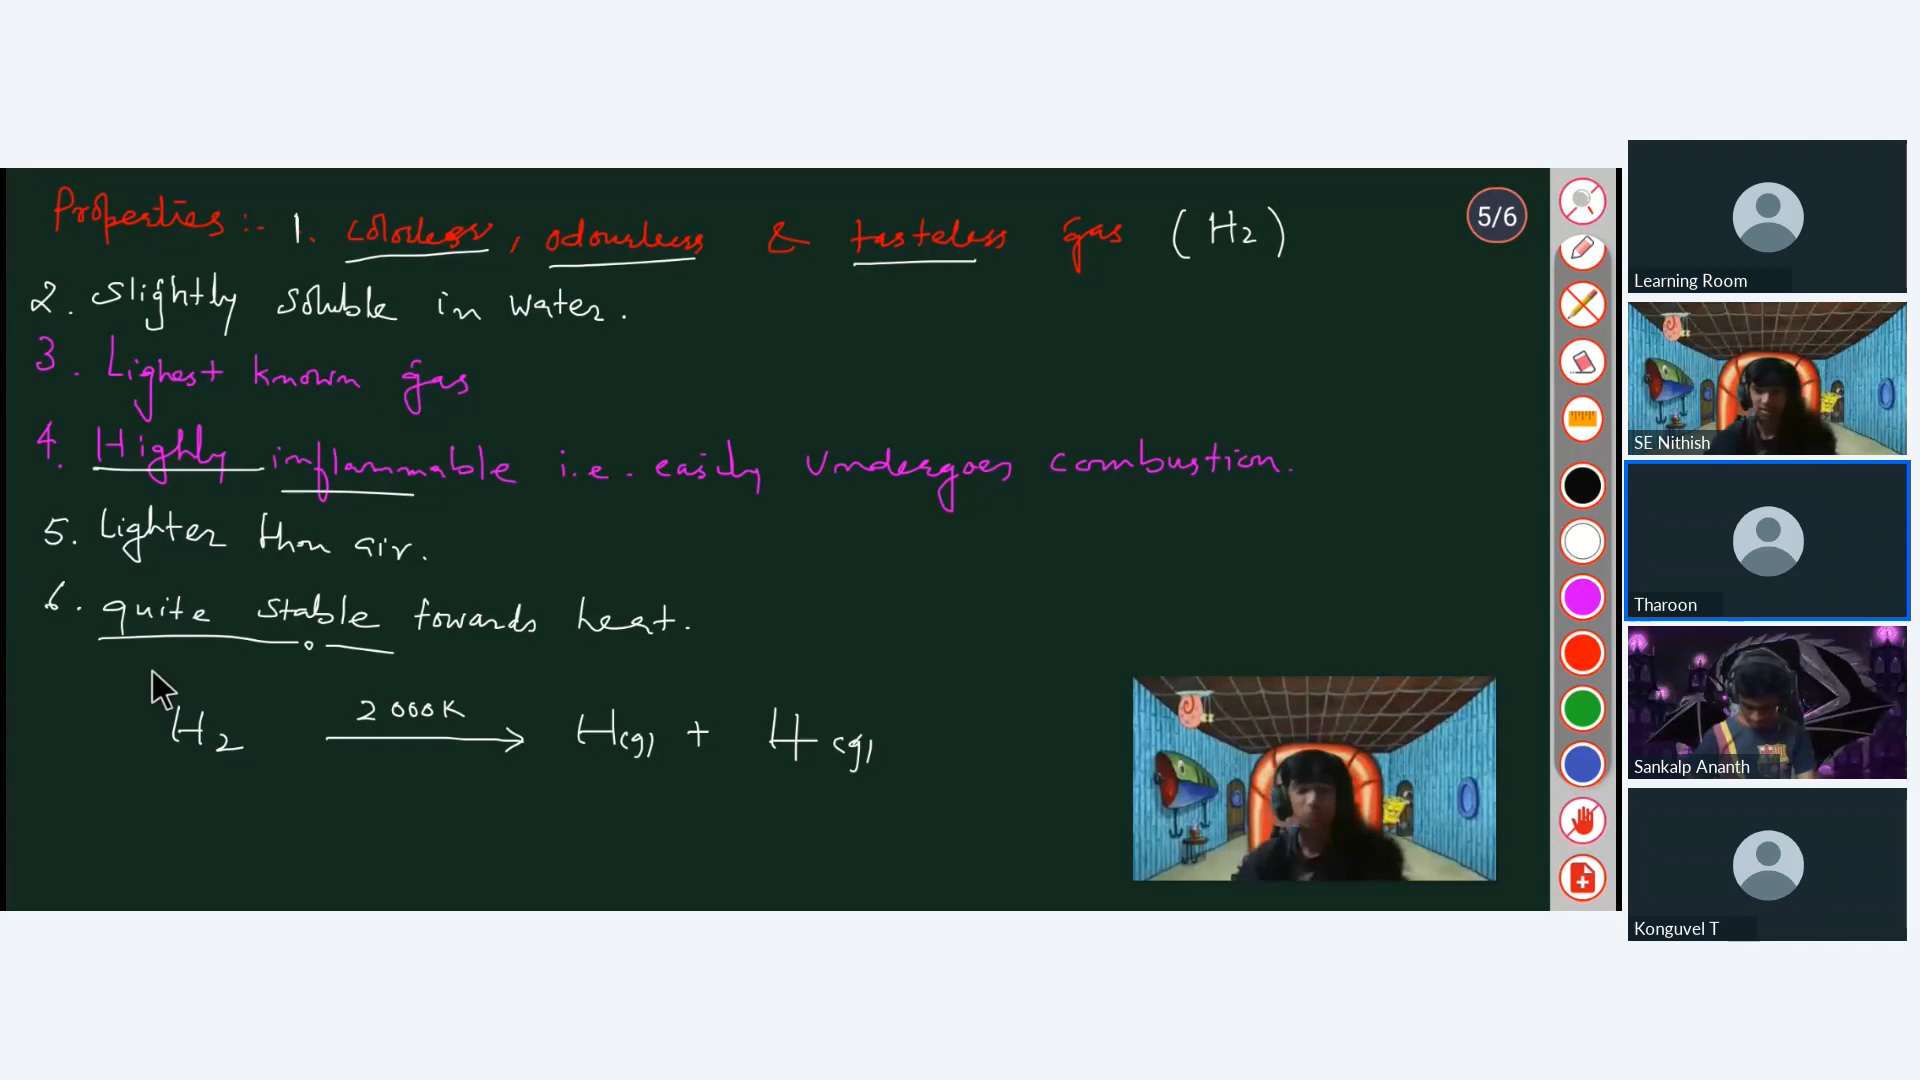 Properties :- 1. colorless, odourless & tasteless gas (H2)
5/6
2. Slightly soluble in water.
3. Lighest known gas
4. Highly inflammable i.e. easily undergoes combustion.
5. Lighter than air.
6. quite stable towards heat.
H2 2000K → H(g) + H(g)
Learning Room
SE Nithish
Tharoon
Sankalp Ananth
Konguvel T